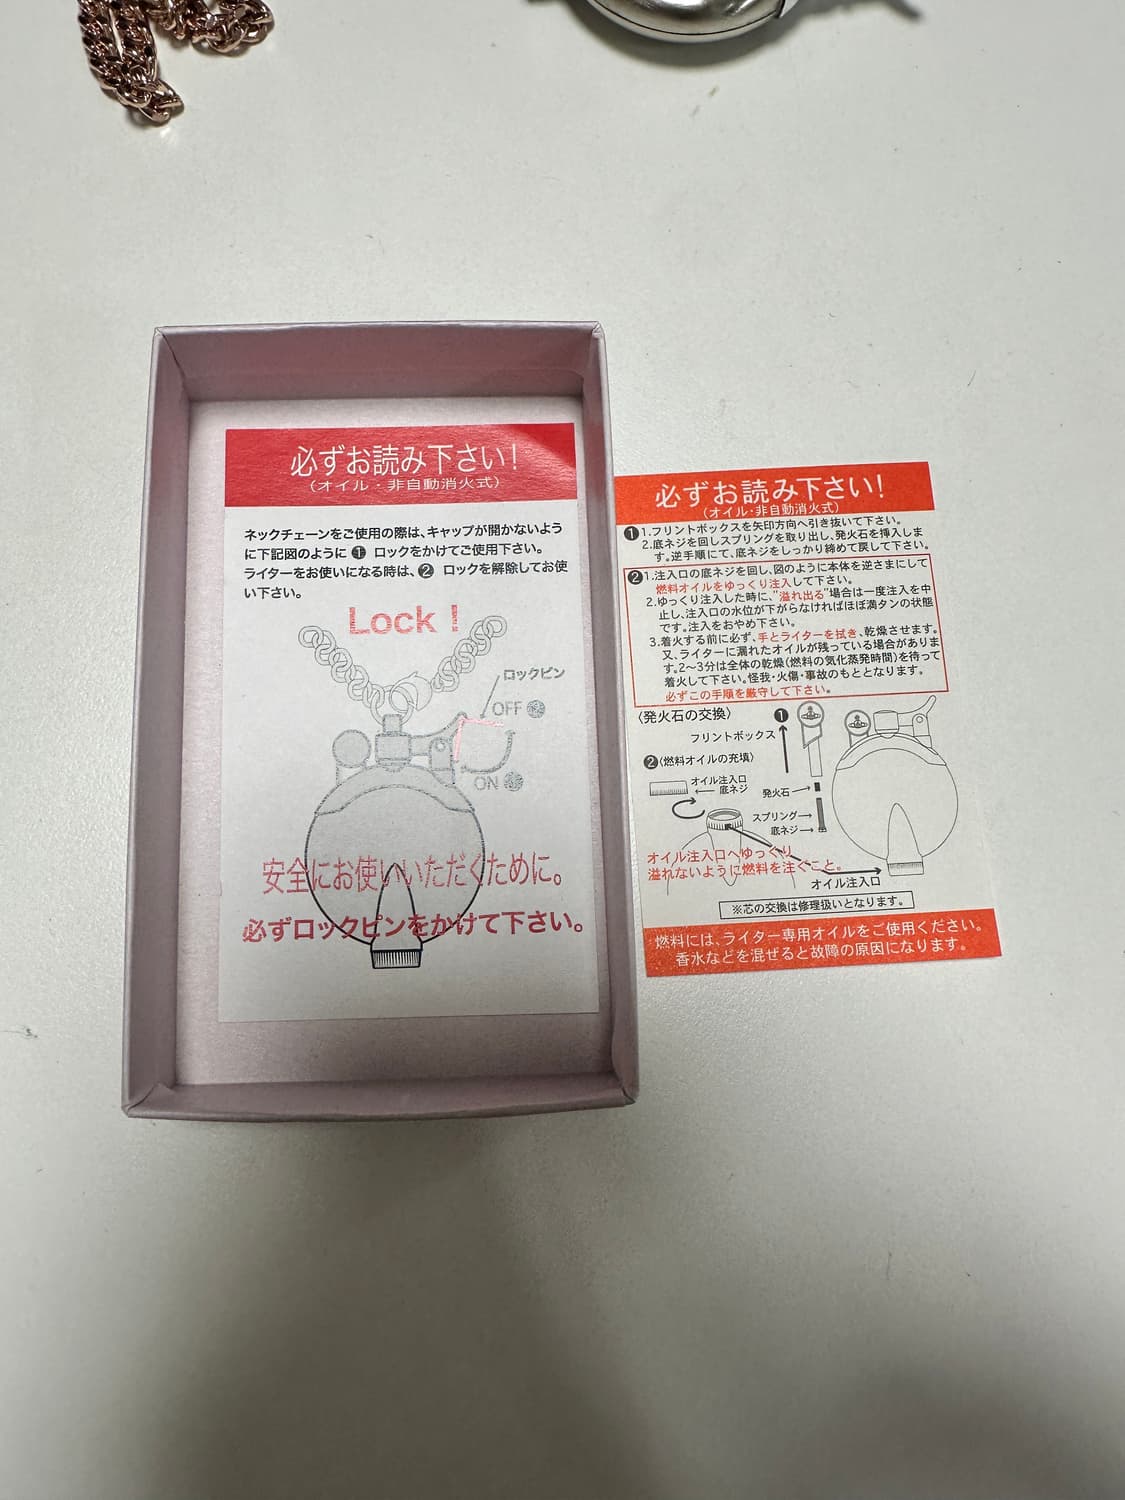 必ずお読み下さい!
(オイル・非自動消火式)
ネックチェーンをご使用の際は、キャップが開かないよう
に下記図のように ❶ ロックをかけてご使用下さい。
ライターをお使いになる時は、❷ ロックを解除してお使
い下さい。
Lock !
ロックピン
OFF ❷
ON ❶
安全にお使いいただくために。
必ずロックピンをかけて下さい。
必ずお読み下さい!
(オイル・非自動消火式)
❶ 1.フリントボックスを矢印方向へ引き抜いて下さい。
2.底ネジを回しスプリングを取り出し、発火石を挿入しま
す。逆手順にて、底ネジをしっかり締めて戻して下さい。
❷ 1.注入口の底ネジを回し、図のように本体を逆さまにして
燃料オイルをゆっくり注入して下さい。
2.ゆっくり注入した時に、"溢れ出る"場合は一度注入を中
止し、注入口の水位が下がらなければほぼ満タンの状態
です。注入をおやめ下さい。
3.着火する前に必ず、手とライターを拭き、乾燥させます。
又、ライターに漏れたオイルが残っている場合がありま
す。2〜3分は全体の乾燥(燃料の気化蒸発時間)を待って
着火して下さい。怪我・火傷・事故のもととなります。
必ずこの手順を厳守して下さい。
〈発火石の交換〉
❶
フリントボックス
❷〈燃料オイルの充填〉
オイル注入口
底ネジ
発火石
スプリング
底ネジ
オイル注入口へゆっくり
溢れないように燃料を注ぐこと。
オイル注入口
※芯の交換は修理扱いとなります。
燃料には、ライター専用オイルをご使用ください。
香水などを混ぜると故障の原因になります。